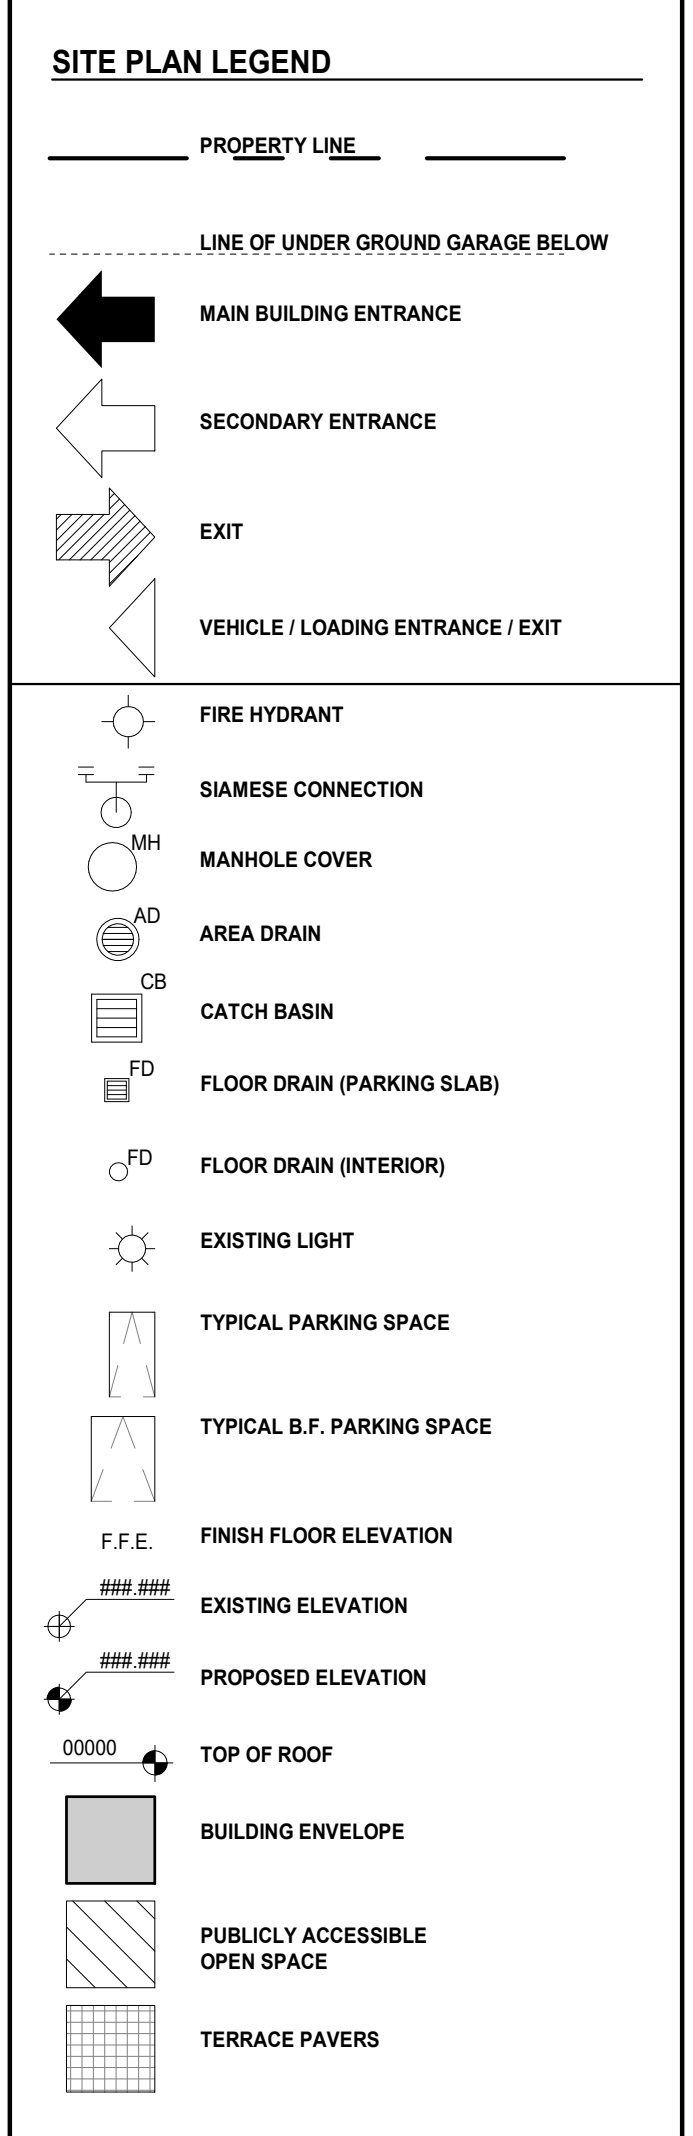 SITE PLAN LEGEND
PROPERTY LINE
LINE OF UNDER GROUND GARAGE BELOW
MAIN BUILDING ENTRANCE
SECONDARY ENTRANCE
EXIT
VEHICLE / LOADING ENTRANCE / EXIT
FIRE HYDRANT
SIAMESE CONNECTION
MH
MANHOLE COVER
AD
AREA DRAIN
CB
CATCH BASIN
FD
FLOOR DRAIN (PARKING SLAB)
FD
FLOOR DRAIN (INTERIOR)
EXISTING LIGHT
TYPICAL PARKING SPACE
TYPICAL B.F. PARKING SPACE
F.F.E.
FINISH FLOOR ELEVATION
###.###
EXISTING ELEVATION
###.###
PROPOSED ELEVATION
00000
TOP OF ROOF
BUILDING ENVELOPE
PUBLICLY ACCESSIBLE
OPEN SPACE
TERRACE PAVERS